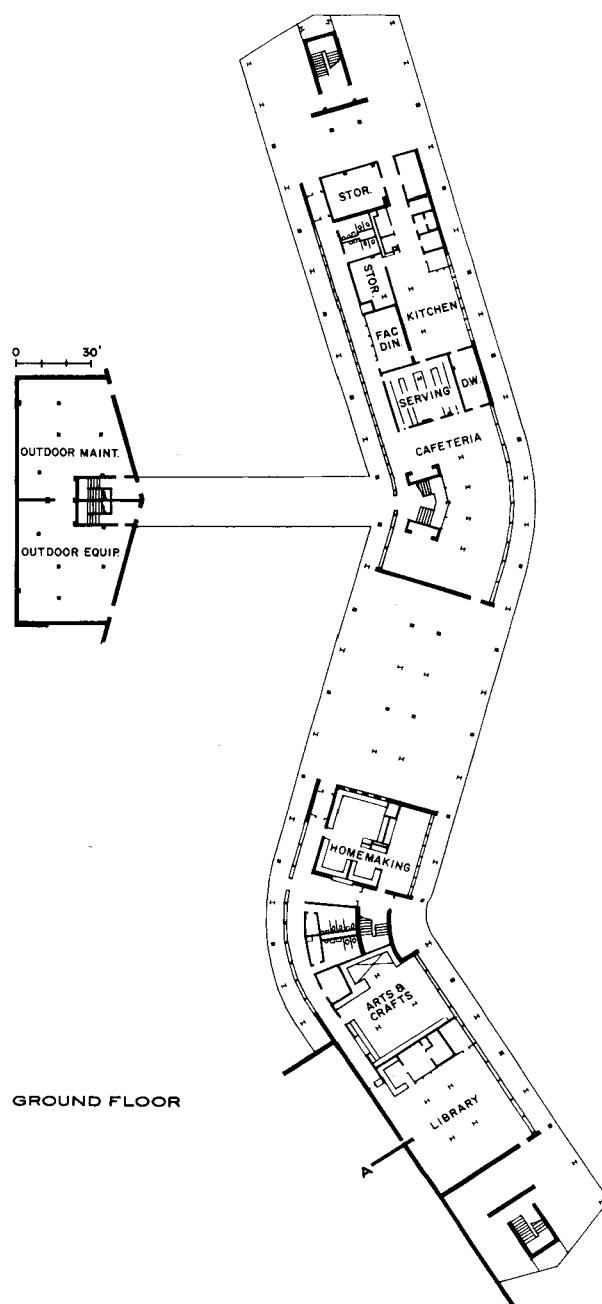 STOR.
STOR.
KITCHEN
FAC.
DIN.
0 30'
SERVING
DW.
CAFETERIA
OUTDOOR MAINT.
OUTDOOR EQUIP.
HOMEMAKING
ARTS &
CRAFTS
GROUND FLOOR
LIBRARY
A